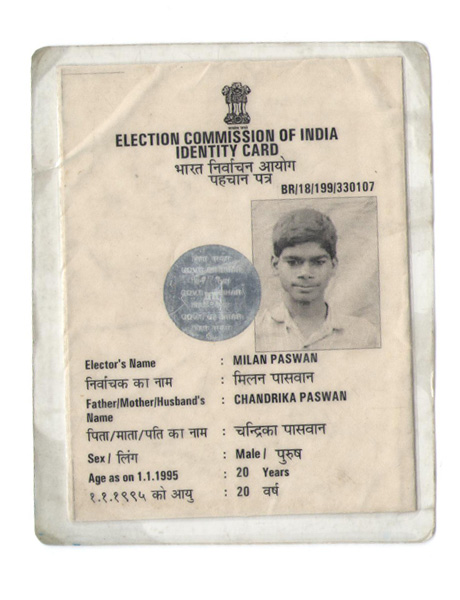 ELECTION COMMISSION OF INDIA
IDENTITY CARD
भारत निर्वाचन आयोग
पहचान पत्र
BR/18/199/330107
Elector's Name : MILAN PASWAN
निर्वाचक का नाम : मिलन पासवान
Father/Mother/Husband's : CHANDRIKA PASWAN
Name
पिता/माता/पति का नाम : चन्द्रिका पासवान
Sex / लिंग : Male / पुरुष
Age as on 1.1.1995 : 20 Years
१.१.१९९५ को आयु : 20 वर्ष